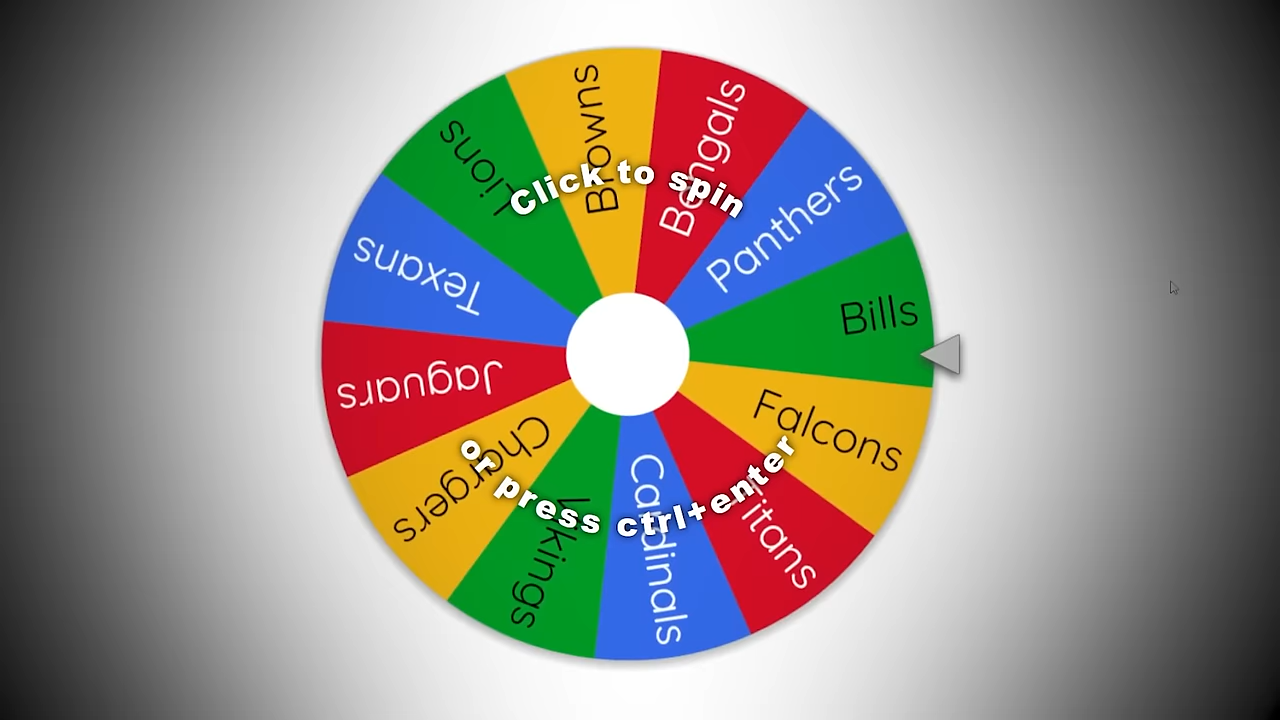 Click to spin
or press ctrl+enter
Browns
Bengals
Panthers
Bills
Falcons
Titans
Cardinals
Vikings
Chargers
Jaguars
Texans
Lions